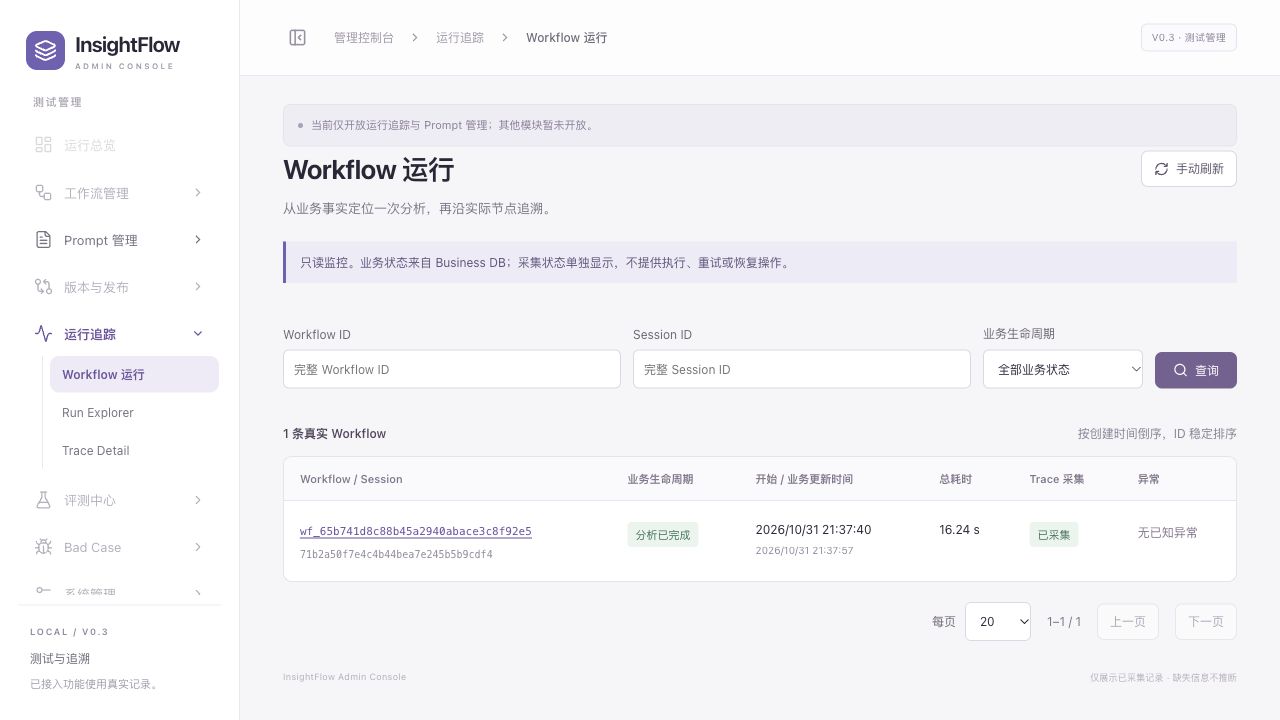 InsightFlow
ADMIN CONSOLE
测试管理
运行总览
工作流管理
Prompt 管理
版本与发布
运行追踪
Workflow 运行
Run Explorer
Trace Detail
评测中心
Bad Case
系统管理
LOCAL / V0.3
测试与追溯
已接入功能使用真实记录。
管理控制台 > 运行追踪 > Workflow 运行
V0.3 · 测试管理
当前仅开放运行追踪与 Prompt 管理；其他模块暂未开放。
Workflow 运行
手动刷新
从业务事实定位一次分析，再沿实际节点追溯。
只读监控。业务状态来自 Business DB；采集状态单独显示，不提供执行、重试或恢复操作。
Workflow ID Session ID 业务生命周期
完整 Workflow ID 完整 Session ID 全部业务状态 查询
1 条真实 Workflow 按创建时间倒序，ID 稳定排序
Workflow / Session 业务生命周期 开始 / 业务更新时间 总耗时 Trace 采集 异常
wf_65b741d8c88b45a2940abace3c8f92e5 分析已完成 2026/10/31 21:37:40 16.24 s 已采集 无已知异常
71b2a50f7e4c4b44bea7e245b5b9cdf4 2026/10/31 21:37:57
每页 20 1–1 / 1 上一页 下一页
InsightFlow Admin Console 仅展示已采集记录 · 缺失信息不推断